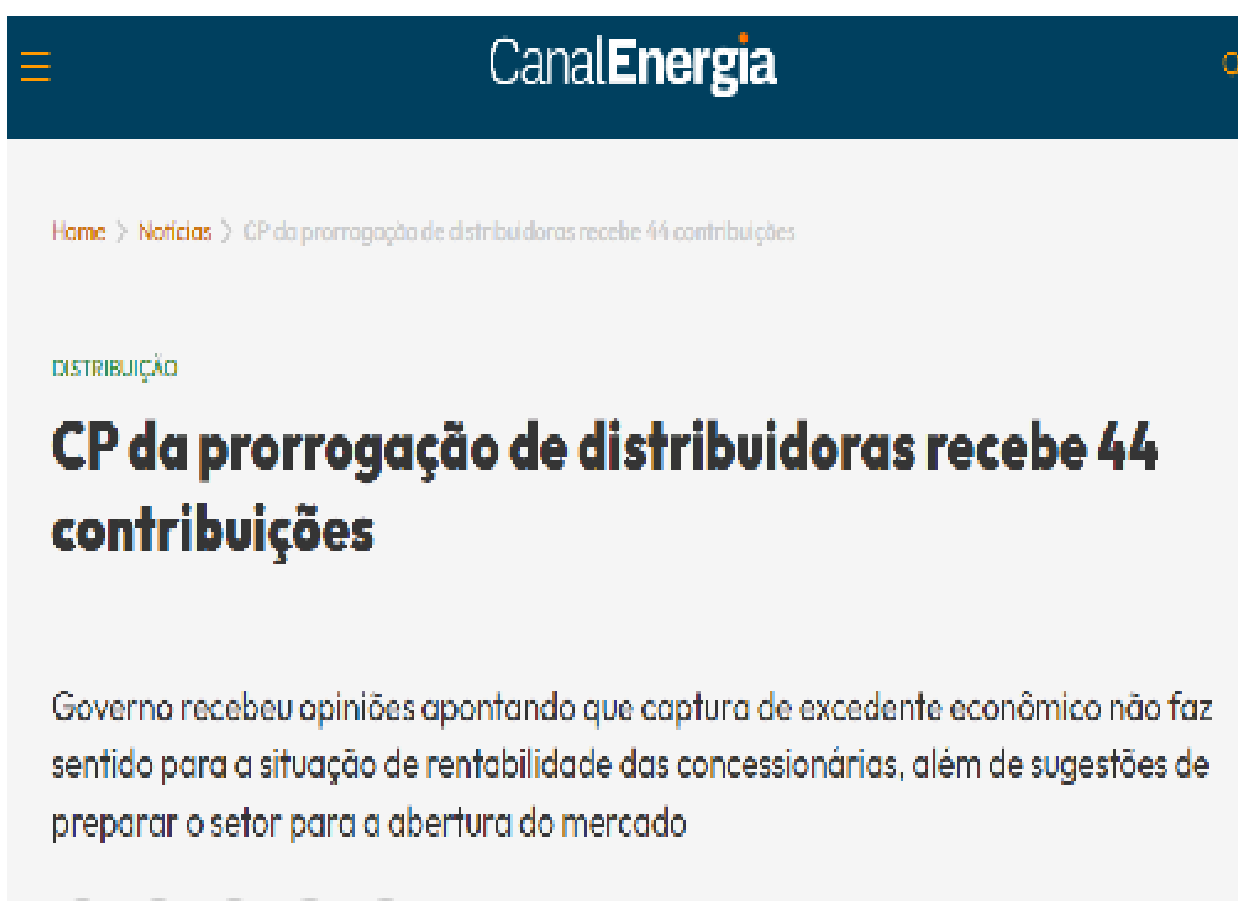 CanalEnergia
Home > Notícias > CP da prorrogação de distribuidoras recebe 44 contribuições
DISTRIBUIÇÃO
CP da prorrogação de distribuidoras recebe 44
contribuições
Governo recebeu opiniões apontando que captura de excedente econômico não faz
sentido para a situação de rentabilidade das concessionárias, além de sugestões de
preparar o setor para a abertura do mercado